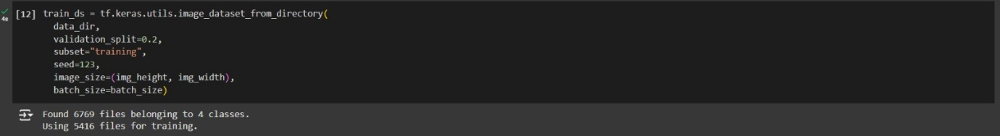 [12] train_ds = tf.keras.utils.image_dataset_from_directory(
data_dir,
validation_split=0.2,
subset="training",
seed=123,
image_size=(img_height, img_width),
batch_size=batch_size)
4s
Found 6769 files belonging to 4 classes.
Using 5416 files for training.